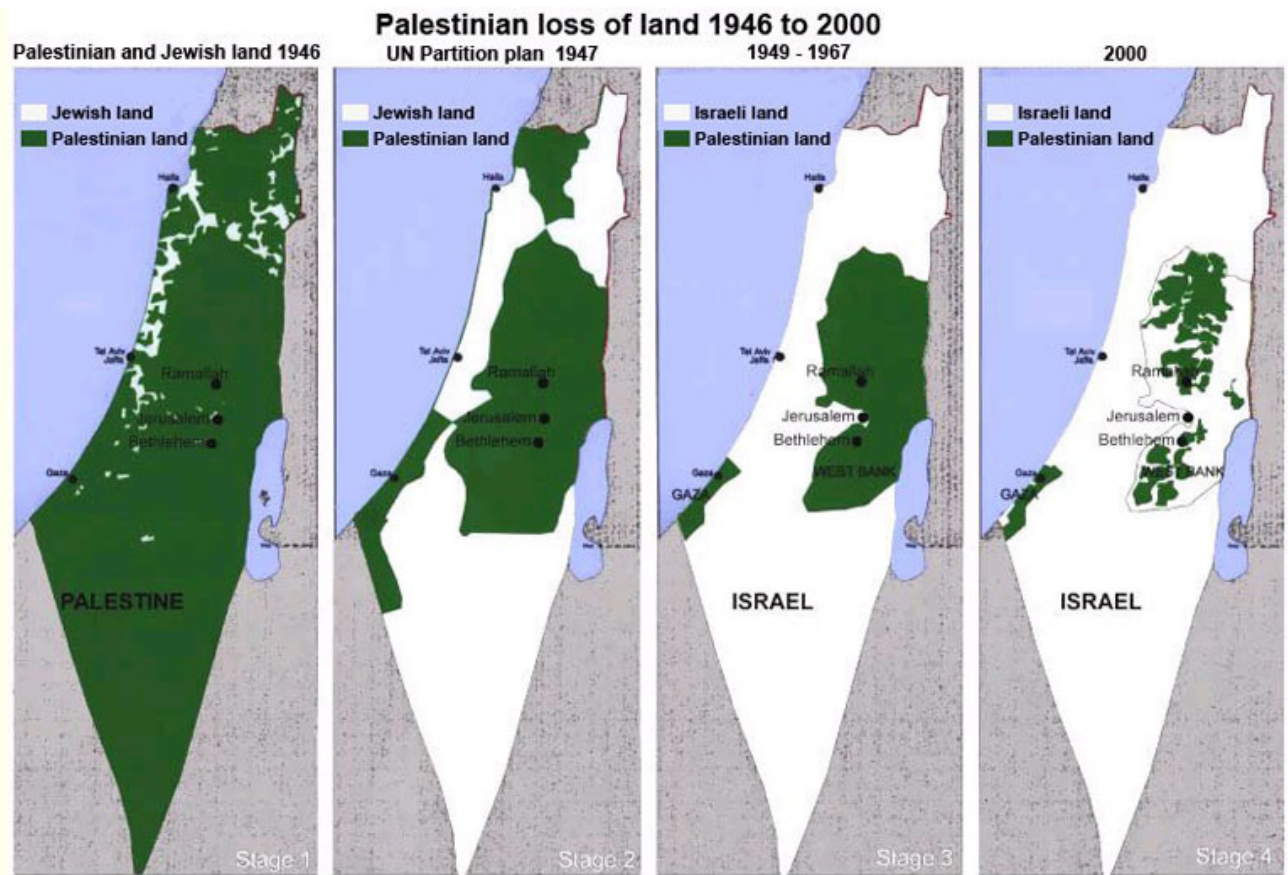 Palestinian loss of land 1946 to 2000
Palestinian and Jewish land 1946
Jewish land
Palestinian land
Haifa
Tel Aviv
Jaffa
Ramallah
Jerusalem
Bethlehem
Gaza
PALESTINE
Stage 1
UN Partition plan 1947
Jewish land
Palestinian land
Haifa
Tel Aviv
Jaffa
Ramallah
Jerusalem
Bethlehem
Gaza
Stage 2
1949 - 1967
Israeli land
Palestinian land
Haifa
Tel Aviv
Jaffa
Ramallah
Jerusalem
Bethlehem
Gaza
WEST BANK
GAZA
ISRAEL
Stage 3
2000
Israeli land
Palestinian land
Haifa
Tel Aviv
Jaffa
Ramallah
Jerusalem
Bethlehem
Gaza
WEST BANK
GAZA
ISRAEL
Stage 4